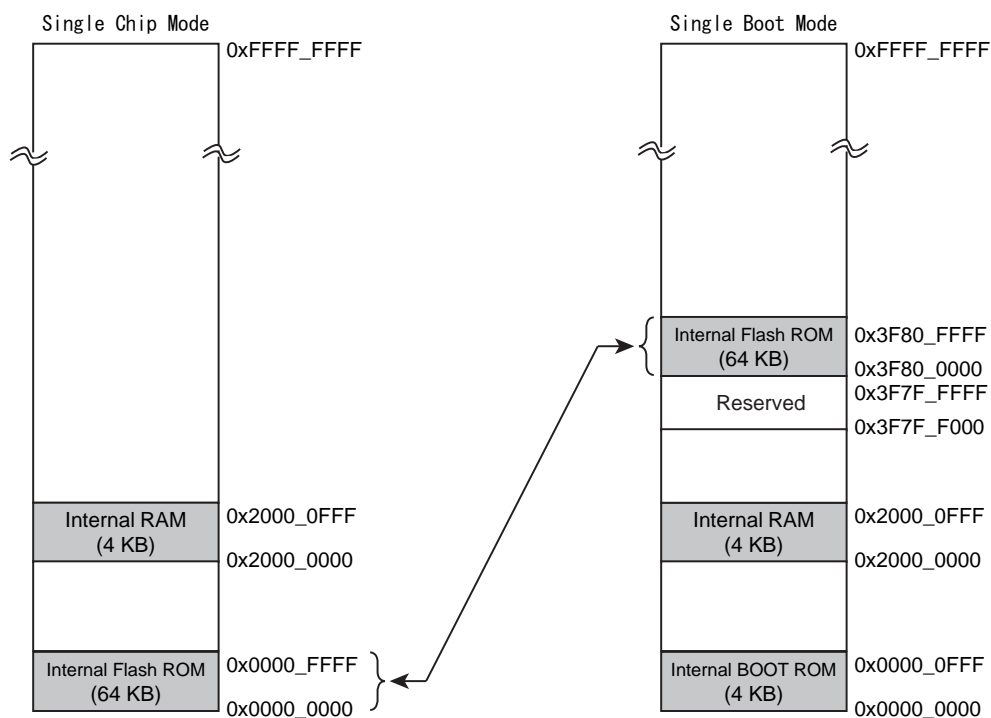 Single Chip Mode
0xFFFF_FFFF
Internal RAM
(4 KB)
0x2000_0FFF
0x2000_0000
Internal Flash ROM
(64 KB)
0x0000_FFFF
0x0000_0000
Single Boot Mode
0xFFFF_FFFF
Internal Flash ROM
(64 KB)
0x3F80_FFFF
0x3F80_0000
Reserved
0x3F7F_FFFF
0x3F7F_F000
Internal RAM
(4 KB)
0x2000_0FFF
0x2000_0000
Internal BOOT ROM
(4 KB)
0x0000_0FFF
0x0000_0000